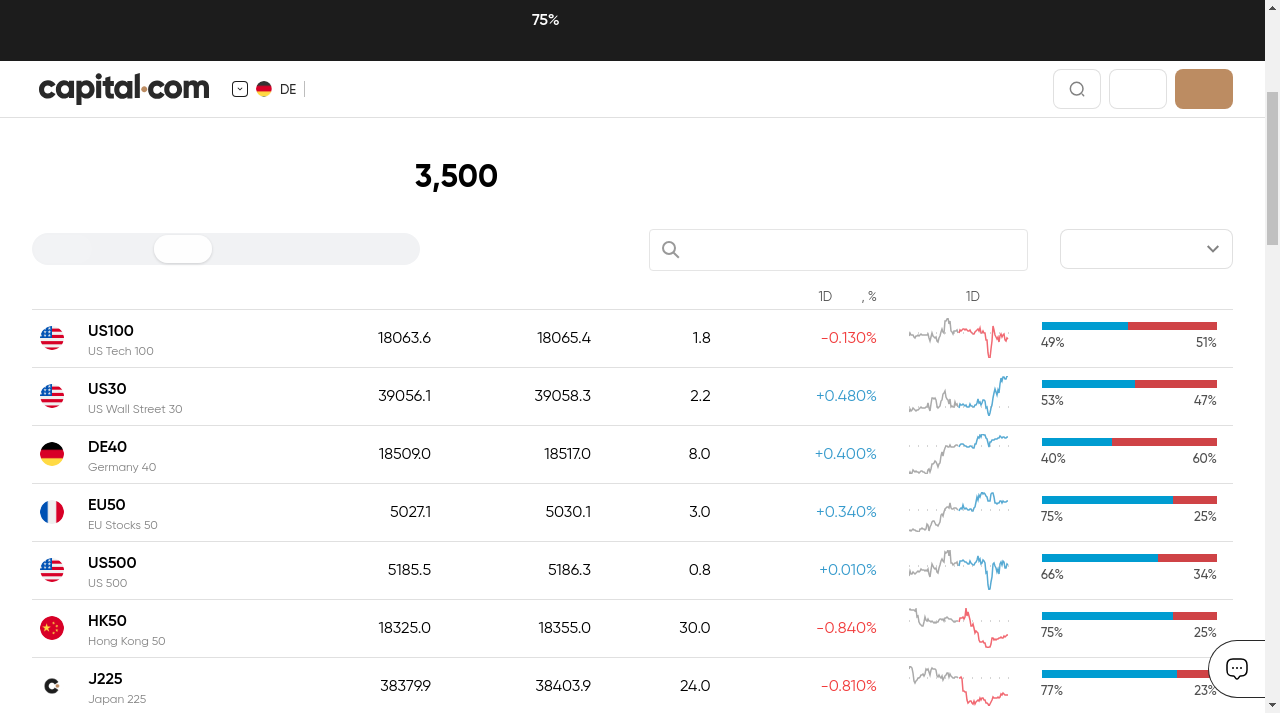 75%
capital.com
DE
3,500
1D , % 1D
US100 18063.6 18065.4 1.8 -0.130%
US Tech 100 49% 51%
US30 39056.1 39058.3 2.2 +0.480%
US Wall Street 30 53% 47%
DE40 18509.0 18517.0 8.0 +0.400%
Germany 40 40% 60%
EU50 5027.1 5030.1 3.0 +0.340%
EU Stocks 50 75% 25%
US500 5185.5 5186.3 0.8 +0.010%
US 500 66% 34%
HK50 18325.0 18355.0 30.0 -0.840%
Hong Kong 50 75% 25%
J225 38379.9 38403.9 24.0 -0.810%
Japan 225 77% 23%